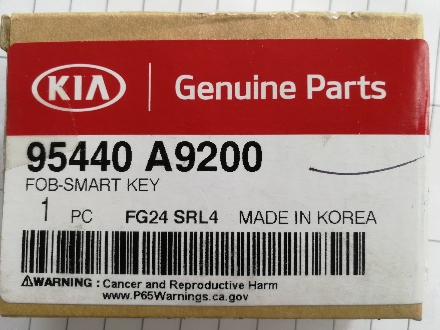 KIA Genuine Parts
95440 A9200
FOB-SMART KEY
1 PC FG24 SRL4 MADE IN KOREA
⚠WARNING : Cancer and Reproductive Harm
www.P65Warnings.ca.gov